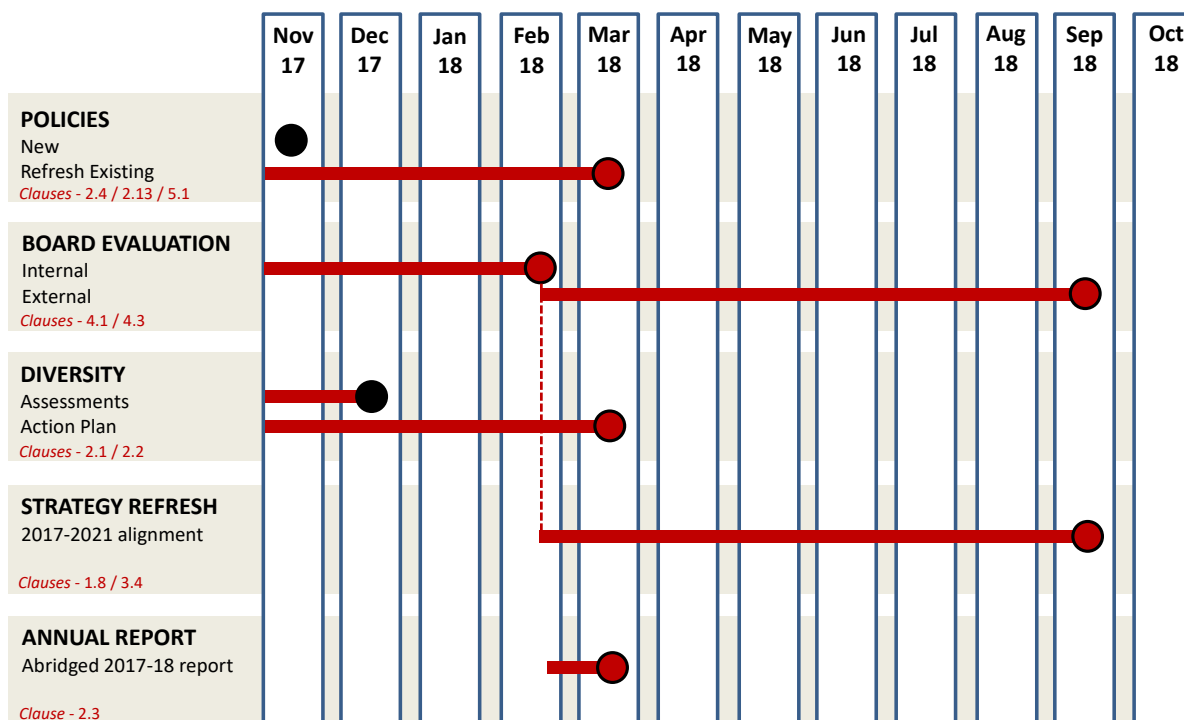 Nov Dec Jan Feb Mar Apr May Jun Jul Aug Sep Oct
17 17 18 18 18 18 18 18 18 18 18 18
POLICIES
New
Refresh Existing
Clauses - 2.4 / 2.13 / 5.1
BOARD EVALUATION
Internal
External
Clauses - 4.1 / 4.3
DIVERSITY
Assessments
Action Plan
Clauses - 2.1 / 2.2
STRATEGY REFRESH
2017-2021 alignment
Clauses - 1.8 / 3.4
ANNUAL REPORT
Abridged 2017-18 report
Clause - 2.3